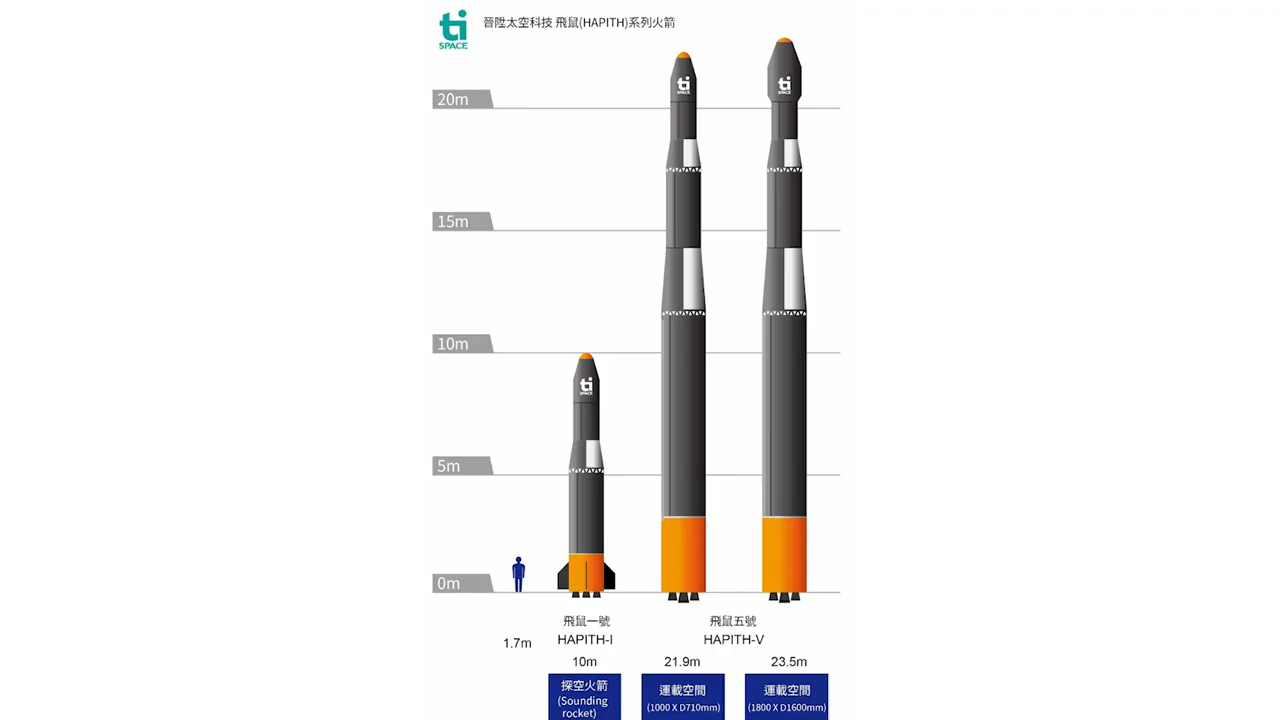 ti
SPACE
晉陞太空科技 飛鼠(HAPITH)系列火箭
20m
15m
10m
5m
0m
ti
SPACE
ti
SPACE
ti
SPACE
1.7m
飛鼠一號
HAPITH-I
10m
飛鼠五號
HAPITH-V
21.9m
23.5m
探空火箭
(Sounding
rocket)
運載空間
(1000 X D710mm)
運載空間
(1800 X D1600mm)